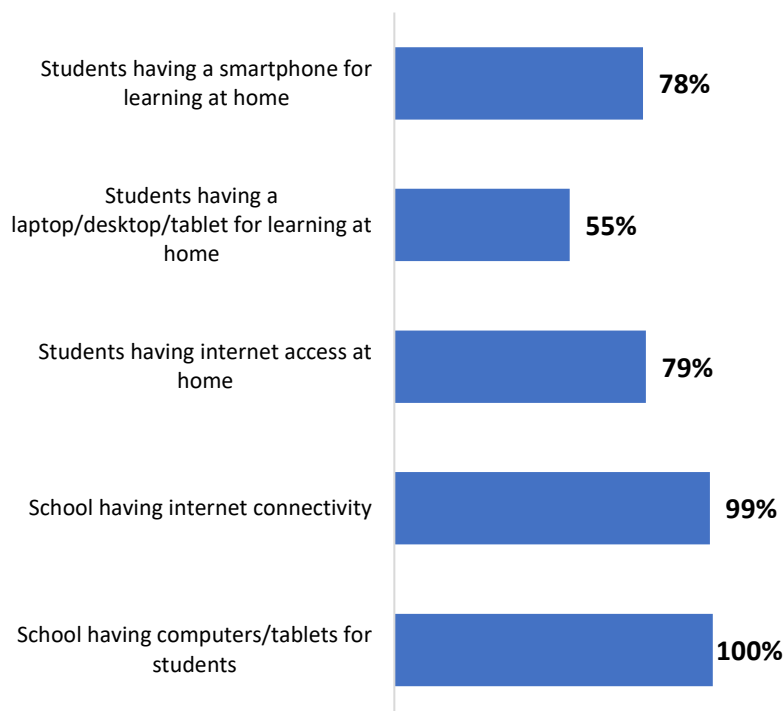 Students having a smartphone for
learning at home
78%
Students having a
laptop/desktop/tablet for learning at
home
55%
Students having internet access at
home
79%
School having internet connectivity
99%
School having computers/tablets for
students
100%